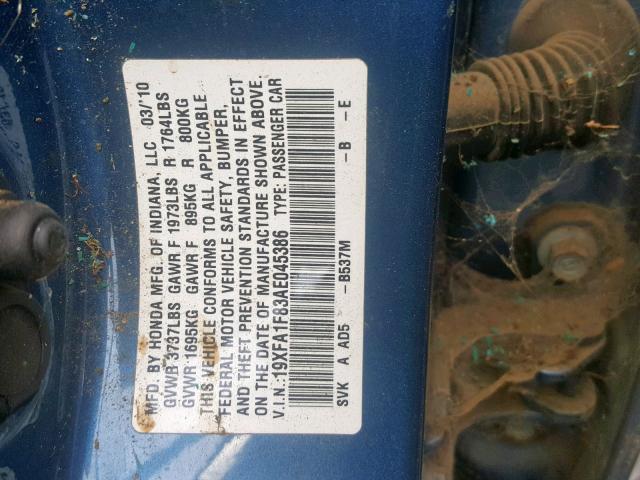 MFD. BY HONDA MFG. OF INDIANA, LLC 03/10
GVWR 3737LBS GAWR F 1973LBS R 1764LBS
GVWR 1695KG GAWR F 895KG R 800KG
THIS VEHICLE CONFORMS TO ALL APPLICABLE
FEDERAL MOTOR VEHICLE SAFETY, BUMPER,
AND THEFT PREVENTION STANDARDS IN EFFECT
ON THE DATE OF MANUFACTURE SHOWN ABOVE.
V.I.N.:19XFA1F83AE045386 TYPE: PASSENGER CAR
SVK A AD5 -B537M -B -E